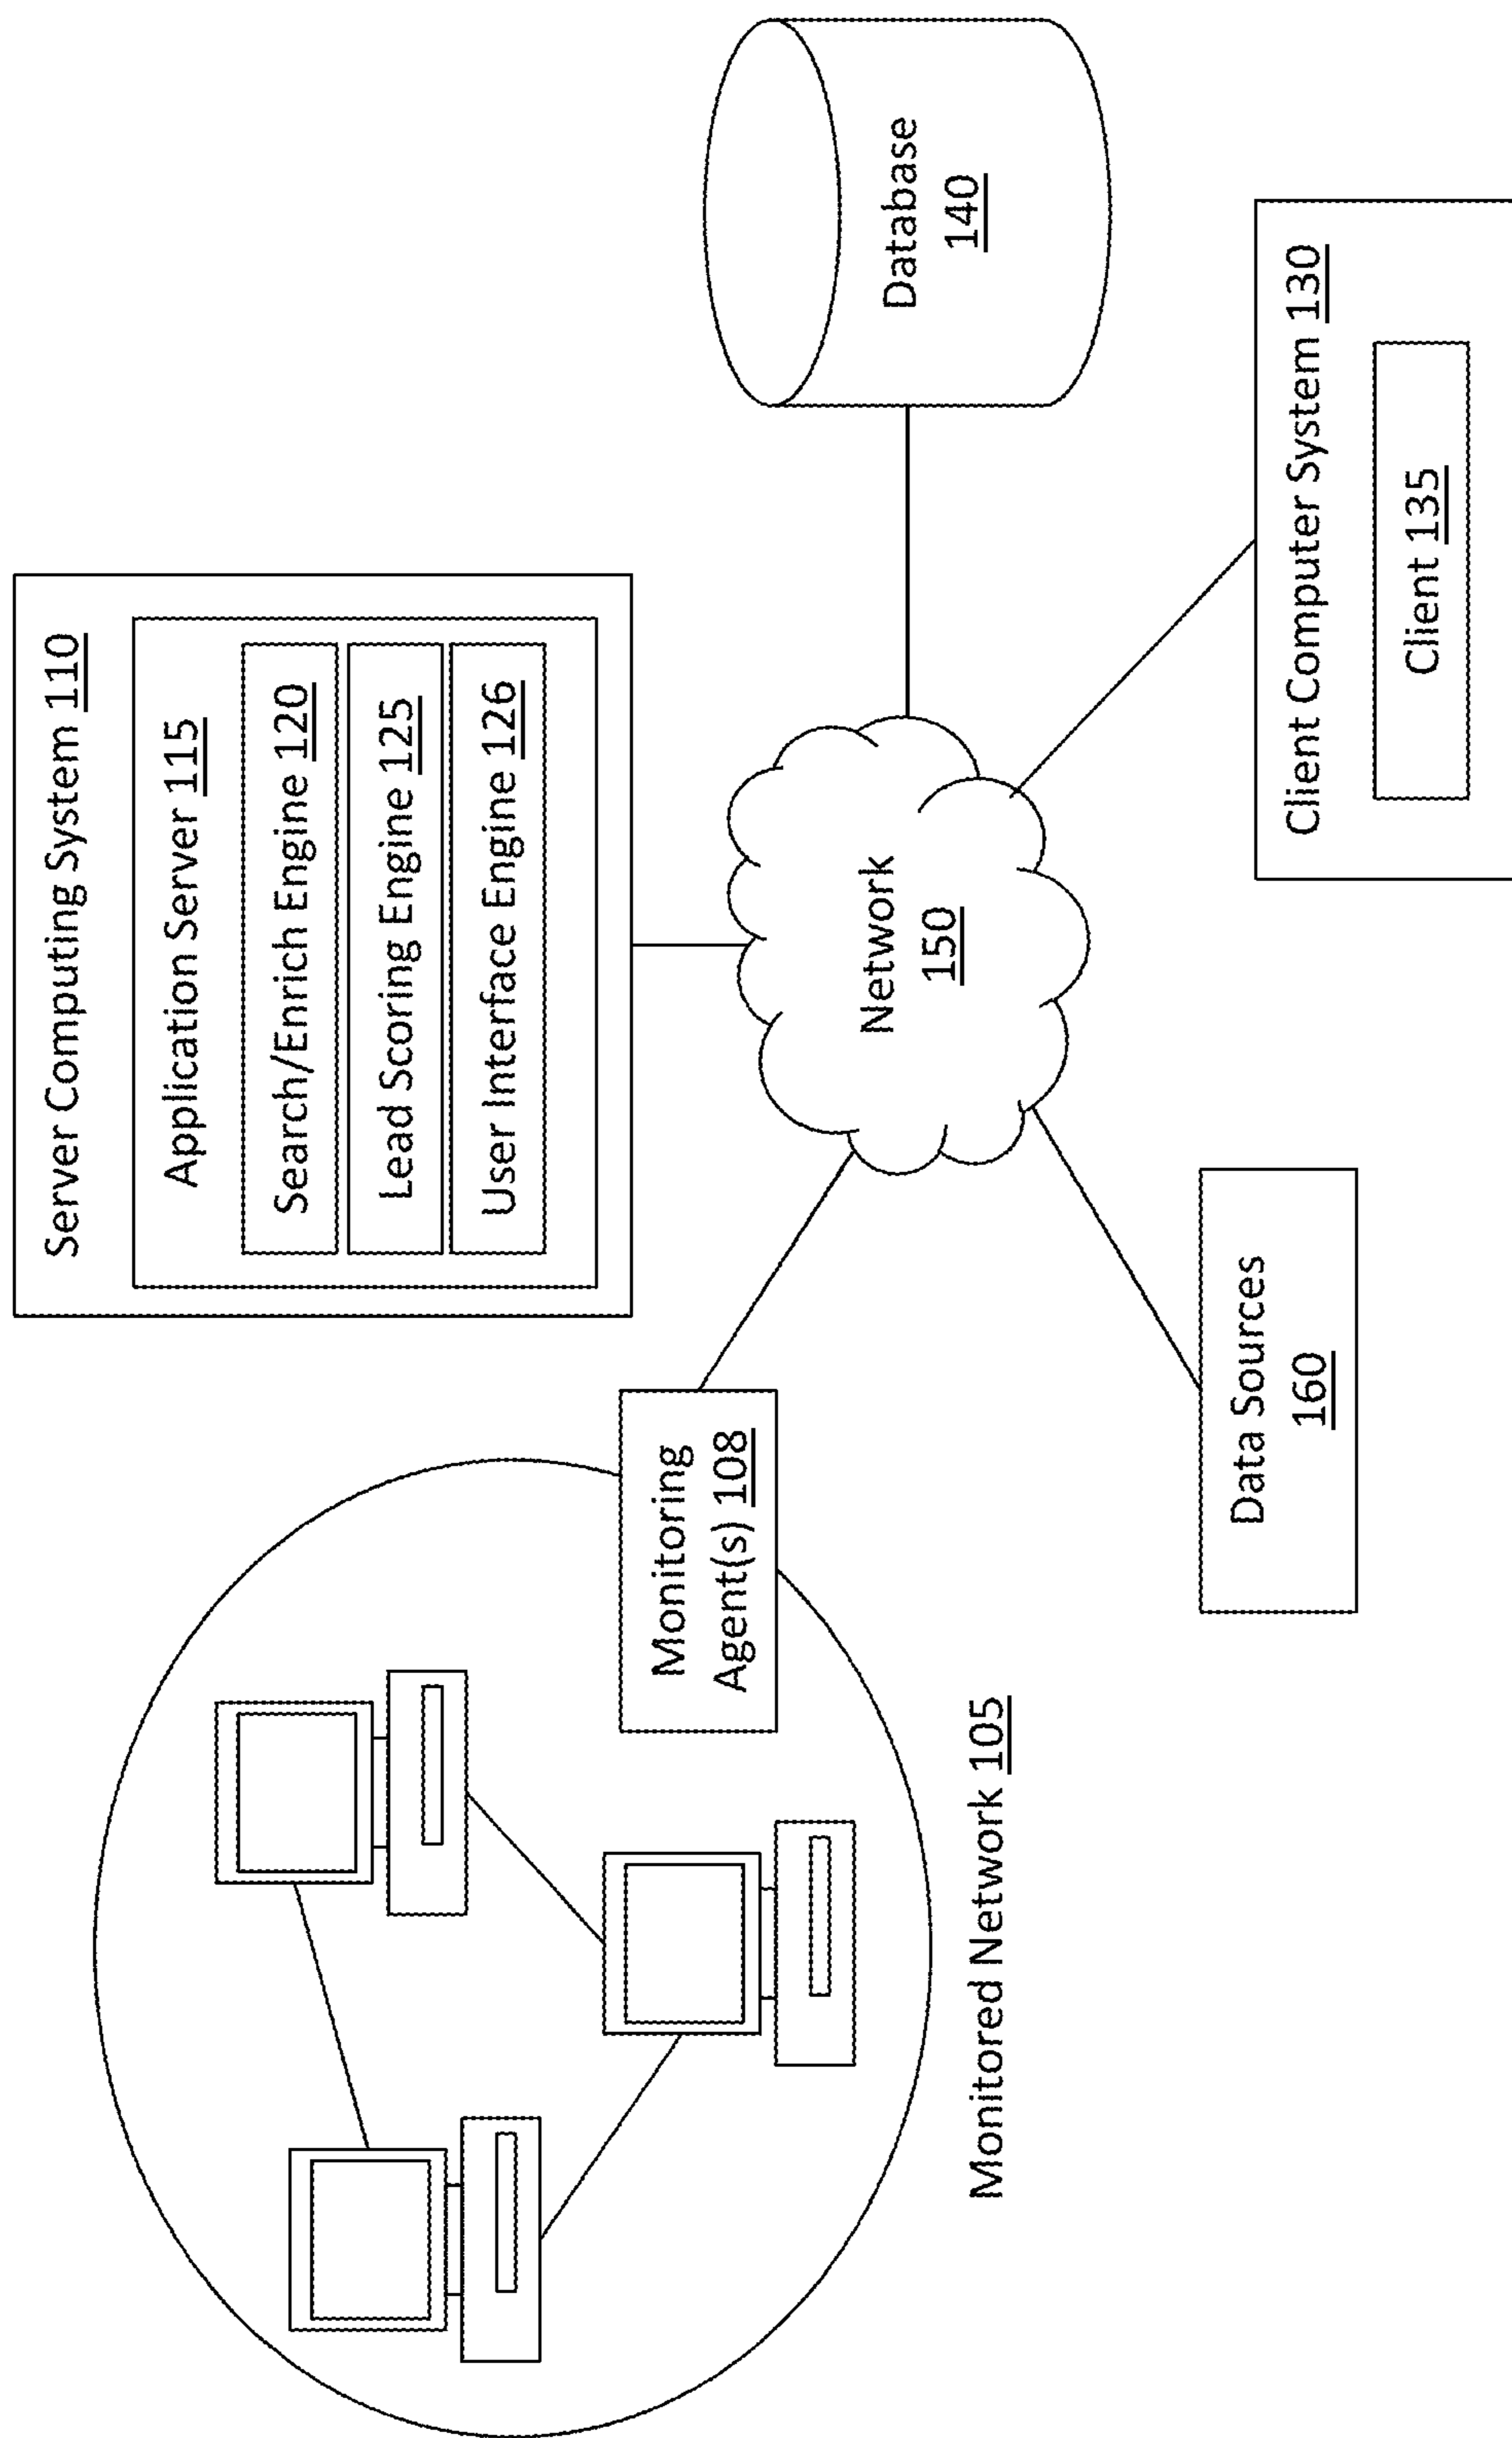 Server Computing System 110
Application Server 115
Search/Enrich Engine 120
Lead Scoring Engine 125
User Interface Engine 126
Monitoring
Agent(s) 108
Monitored Network 105
Network
150
Database
140
Data Sources
160
Client Computer System 130
Client 135